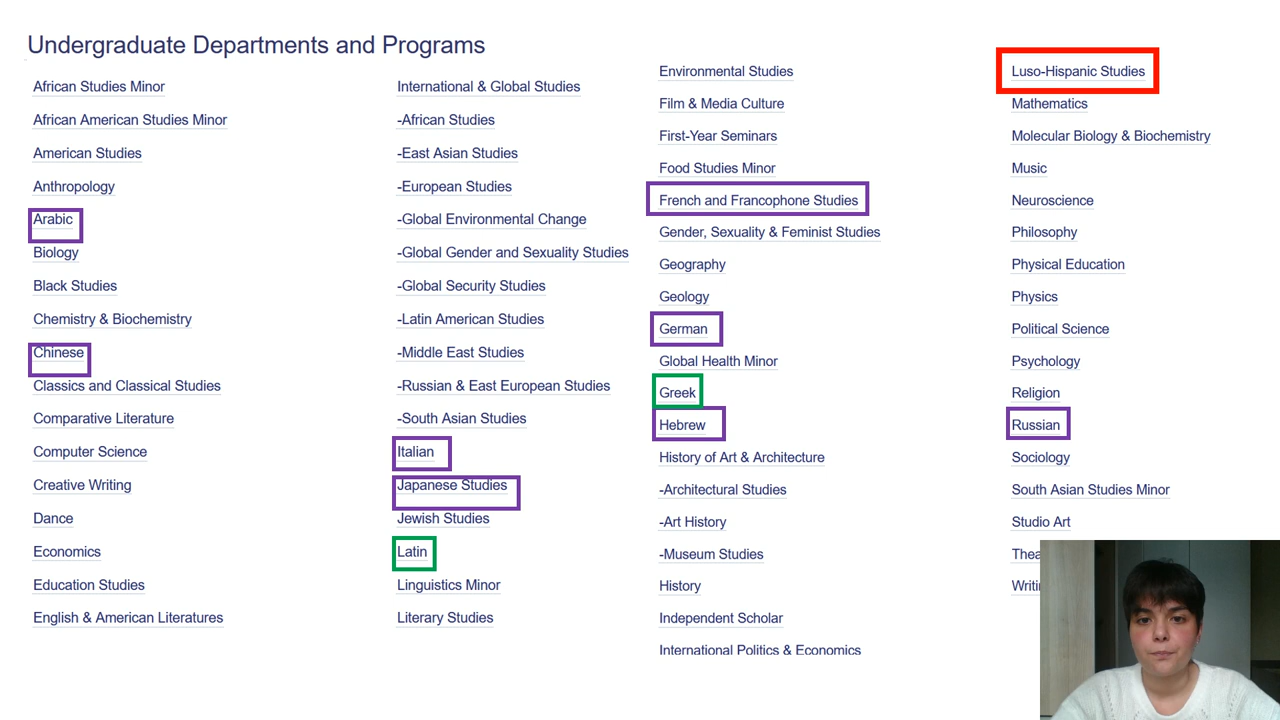 Undergraduate Departments and Programs
African Studies Minor
African American Studies Minor
American Studies
Anthropology
Arabic
Biology
Black Studies
Chemistry & Biochemistry
Chinese
Classics and Classical Studies
Comparative Literature
Computer Science
Creative Writing
Dance
Economics
Education Studies
English & American Literatures
International & Global Studies
-African Studies
-East Asian Studies
-European Studies
-Global Environmental Change
-Global Gender and Sexuality Studies
-Global Security Studies
-Latin American Studies
-Middle East Studies
-Russian & East European Studies
-South Asian Studies
Italian
Japanese Studies
Jewish Studies
Latin
Linguistics Minor
Literary Studies
Environmental Studies
Film & Media Culture
First-Year Seminars
Food Studies Minor
French and Francophone Studies
Gender, Sexuality & Feminist Studies
Geography
Geology
German
Global Health Minor
Greek
Hebrew
History of Art & Architecture
-Architectural Studies
-Art History
-Museum Studies
History
Independent Scholar
International Politics & Economics
Luso-Hispanic Studies
Mathematics
Molecular Biology & Biochemistry
Music
Neuroscience
Philosophy
Physical Education
Physics
Political Science
Psychology
Religion
Russian
Sociology
South Asian Studies Minor
Studio Art